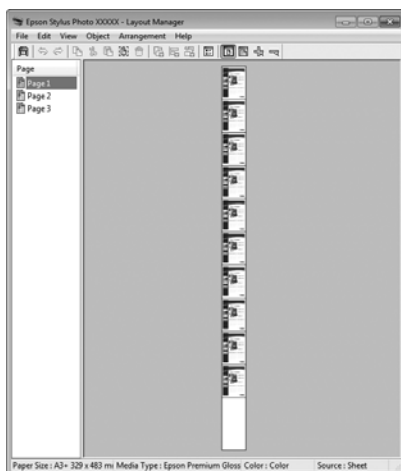 Epson Stylus Photo XXXXX - Layout Manager
File Edit View Object Arrangement Help
Page
Page 1
Page 2
Page 3
Paper Size : A3+ 329 x 483 mi Media Type : Epson Premium Gloss Color : Color Source : Sheet